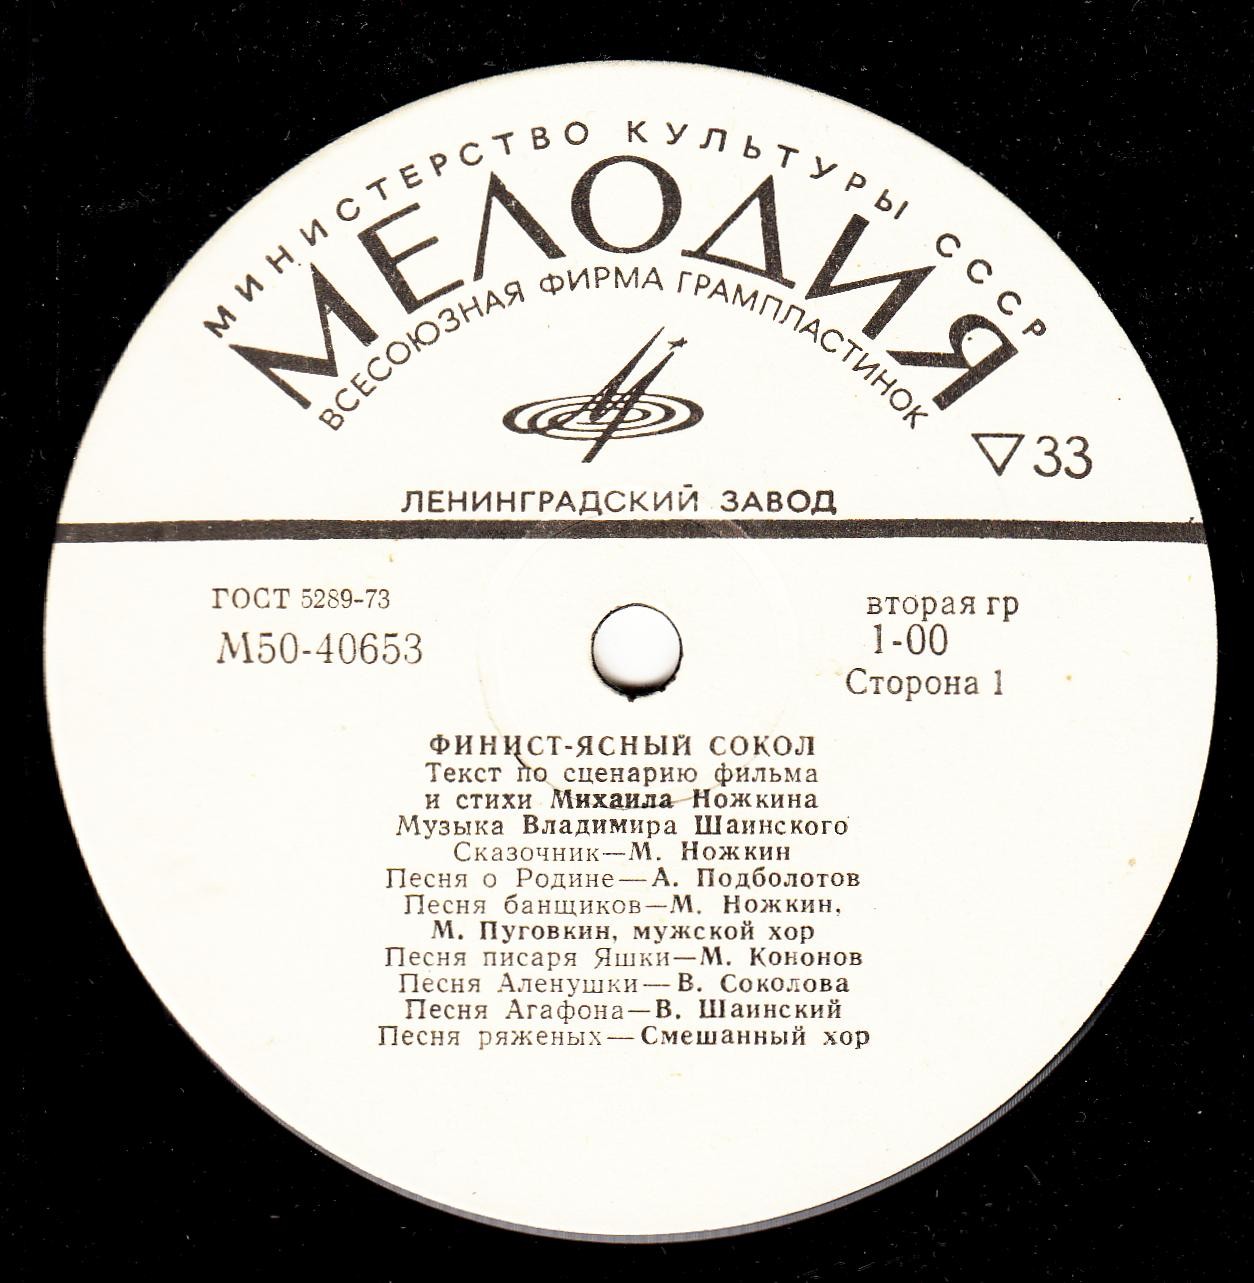 МИНИСТЕРСТВО КУЛЬТУРЫ СССР
МЕЛОДИЯ
ВСЕСОЮЗНАЯ ФИРМА ГРАМПЛАСТИНОК
▽33
ЛЕНИНГРАДСКИЙ ЗАВОД
ГОСТ 5289-73
М50-40653
вторая гр
1-00
Сторона 1
ФИНИСТ-ЯСНЫЙ СОКОЛ
Текст по сценарию фильма
и стихи Михаила Ножкина
Музыка Владимира Шаинского
Сказочник—М. Ножкин
Песня о Родине—А. Подболотов
Песня банщиков—М. Ножкин,
М. Пуговкин, мужской хор
Песня писаря Яшки—М. Кононов
Песня Аленушки—В. Соколова
Песня Агафона—В. Шаинский
Песня ряженых—Смешанный хор